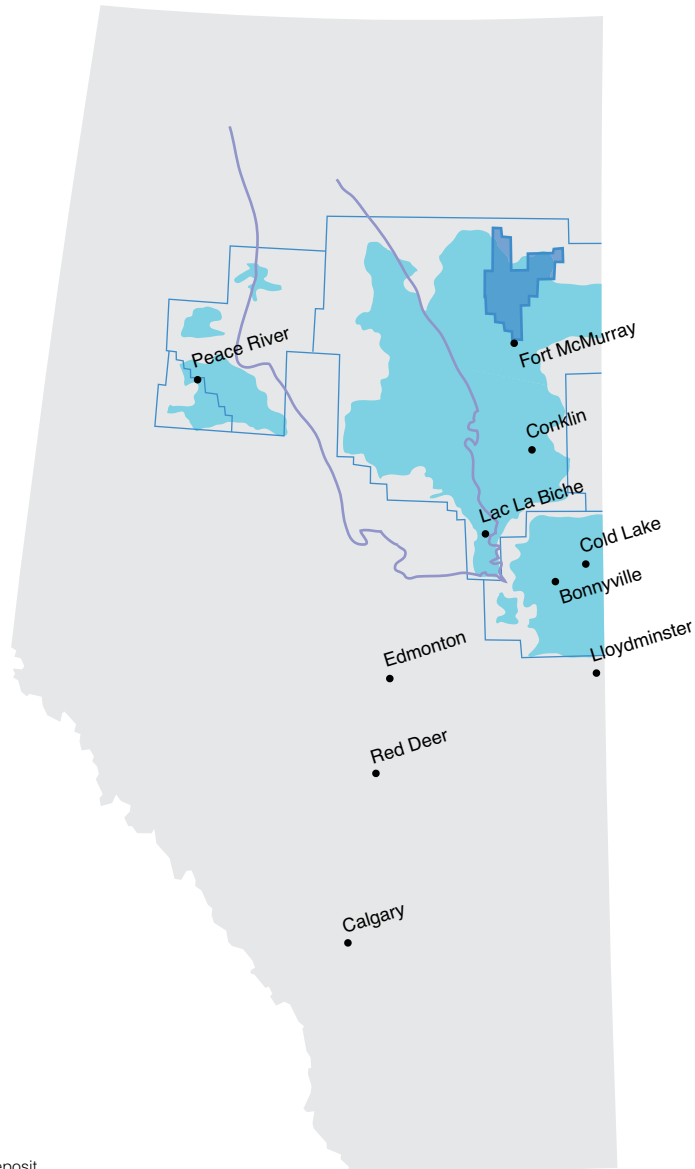 Peace River
Fort McMurray
Conklin
Lac La Biche
Cold Lake
Bonnyville
Lloydminster
Edmonton
Red Deer
Calgary